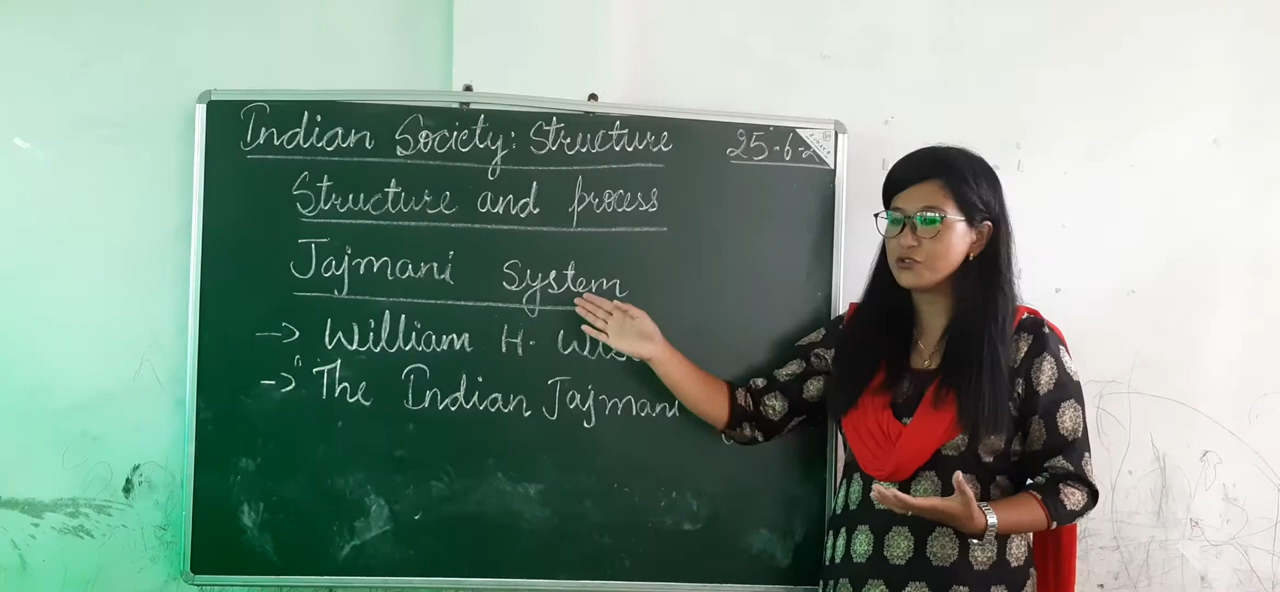 Indian Society: Structure
25-6-2
Structure and process
Jajmani System
-> William H.
-> "The Indian Jajmani